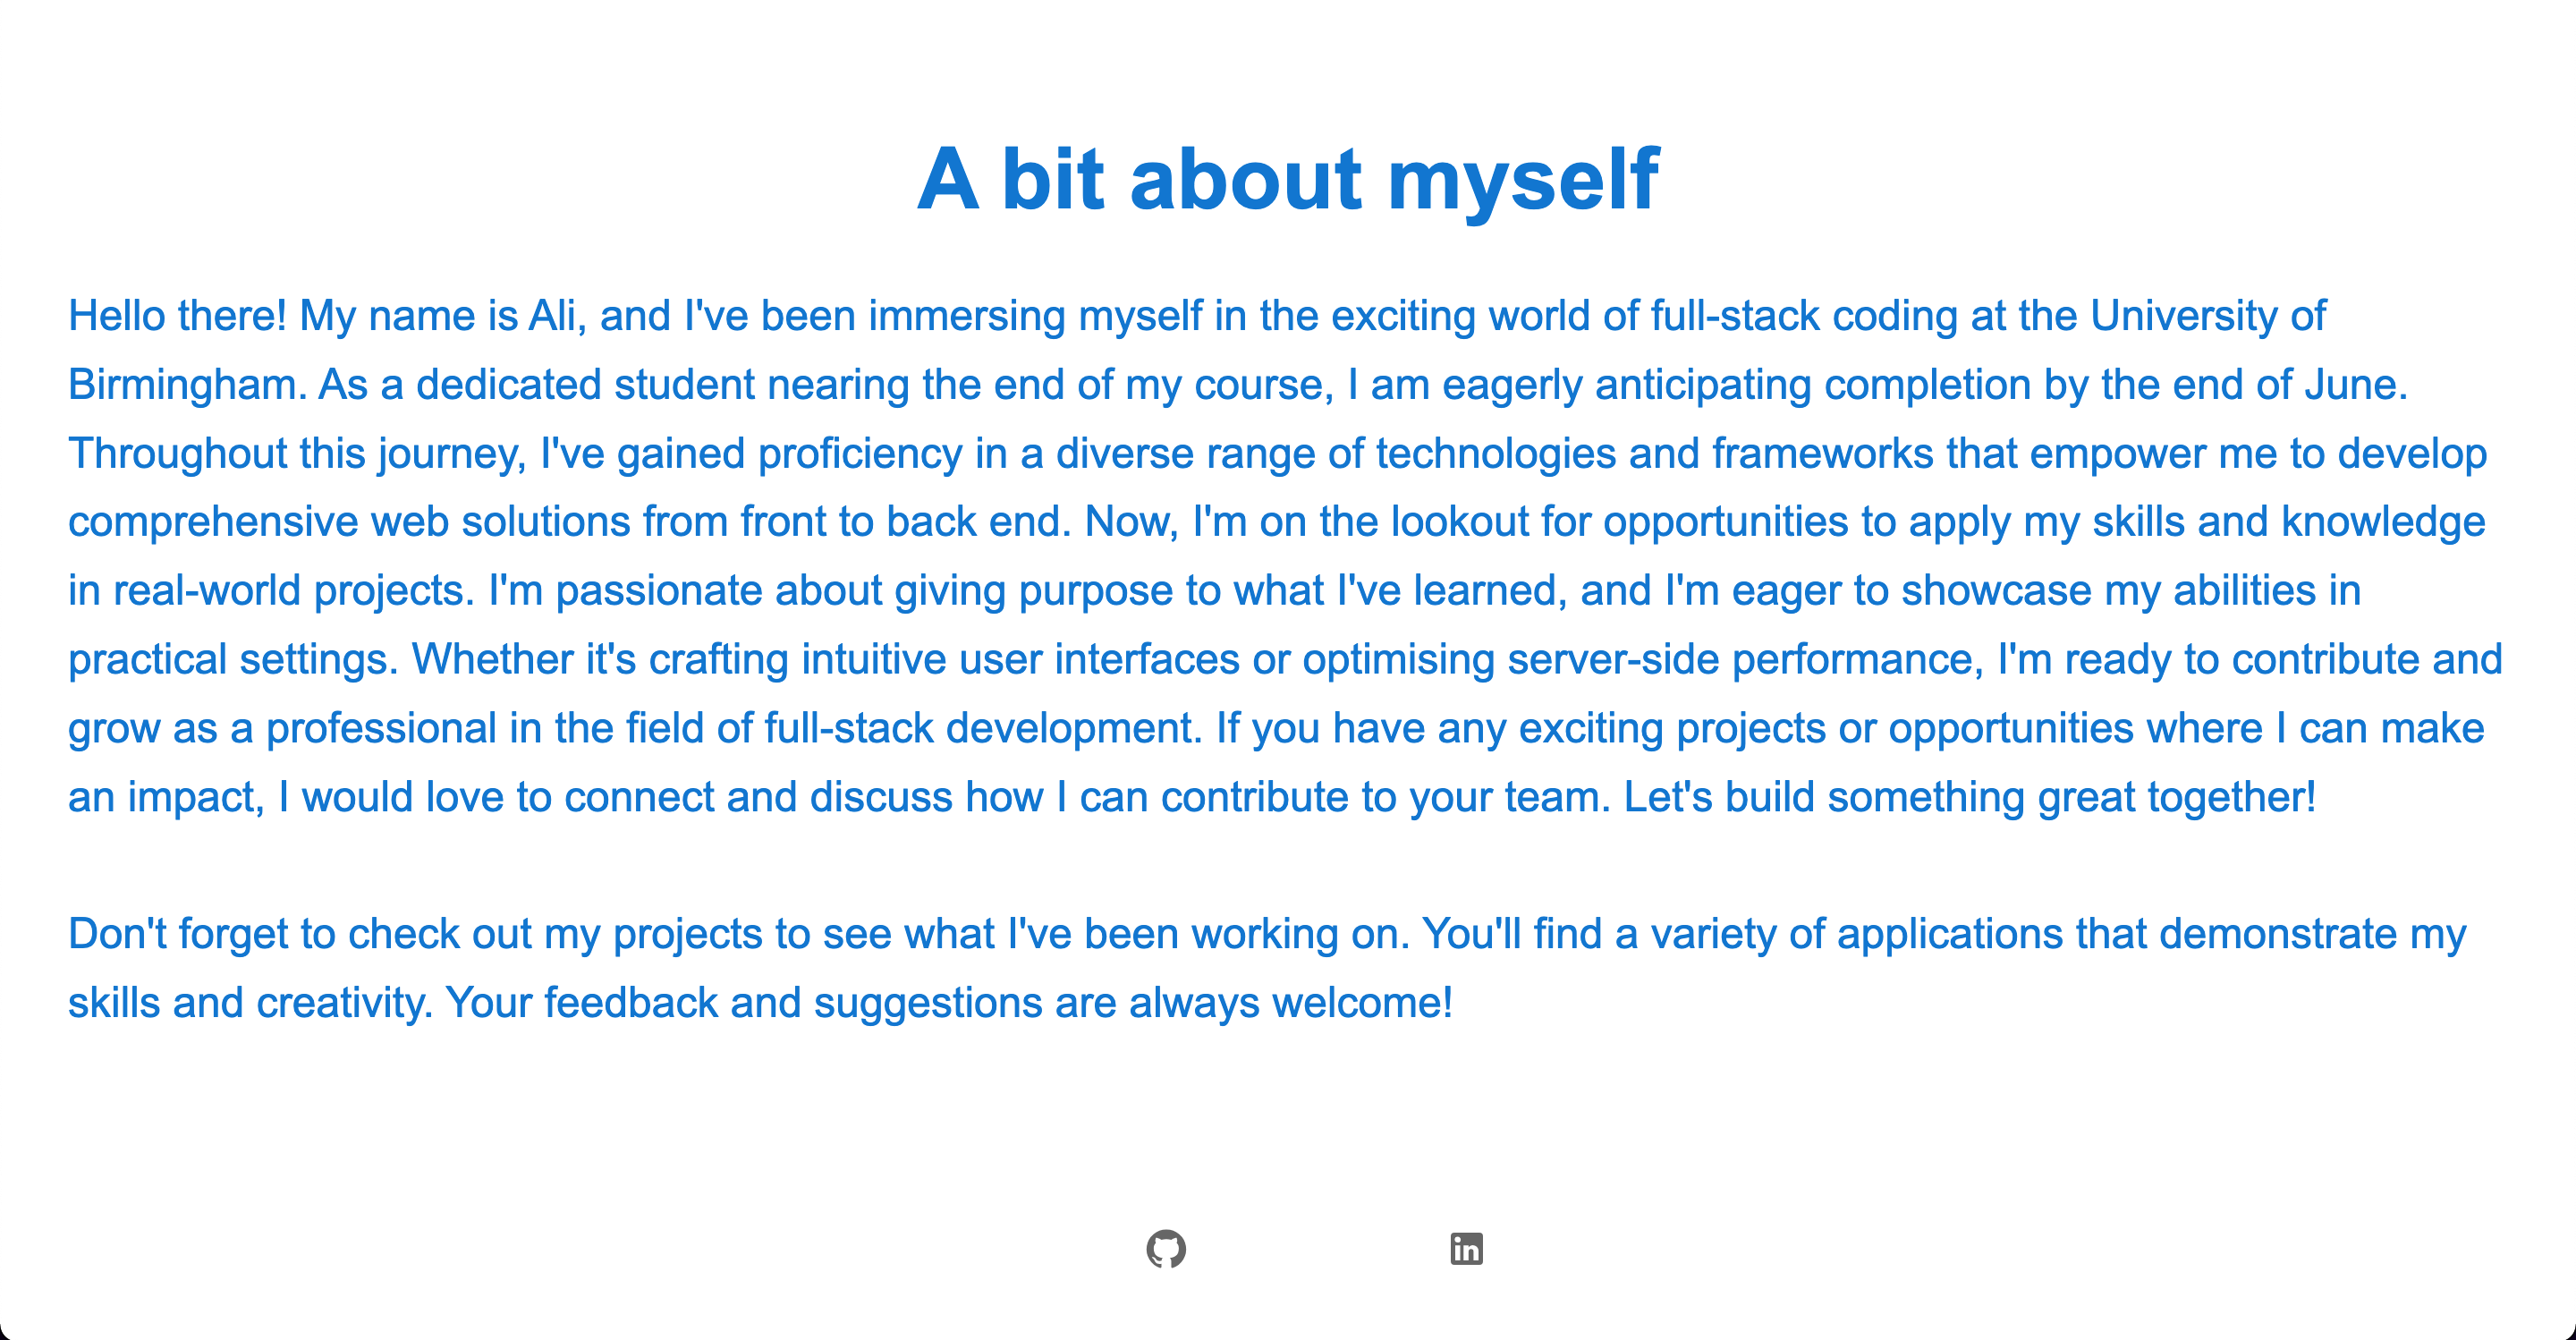 A bit about myself
Hello there! My name is Ali, and I've been immersing myself in the exciting world of full-stack coding at the University of
Birmingham. As a dedicated student nearing the end of my course, I am eagerly anticipating completion by the end of June.
Throughout this journey, I've gained proficiency in a diverse range of technologies and frameworks that empower me to develop
comprehensive web solutions from front to back end. Now, I'm on the lookout for opportunities to apply my skills and knowledge
in real-world projects. I'm passionate about giving purpose to what I've learned, and I'm eager to showcase my abilities in
practical settings. Whether it's crafting intuitive user interfaces or optimising server-side performance, I'm ready to contribute and
grow as a professional in the field of full-stack development. If you have any exciting projects or opportunities where I can make
an impact, I would love to connect and discuss how I can contribute to your team. Let's build something great together!
Don't forget to check out my projects to see what I've been working on. You'll find a variety of applications that demonstrate my
skills and creativity. Your feedback and suggestions are always welcome!
in